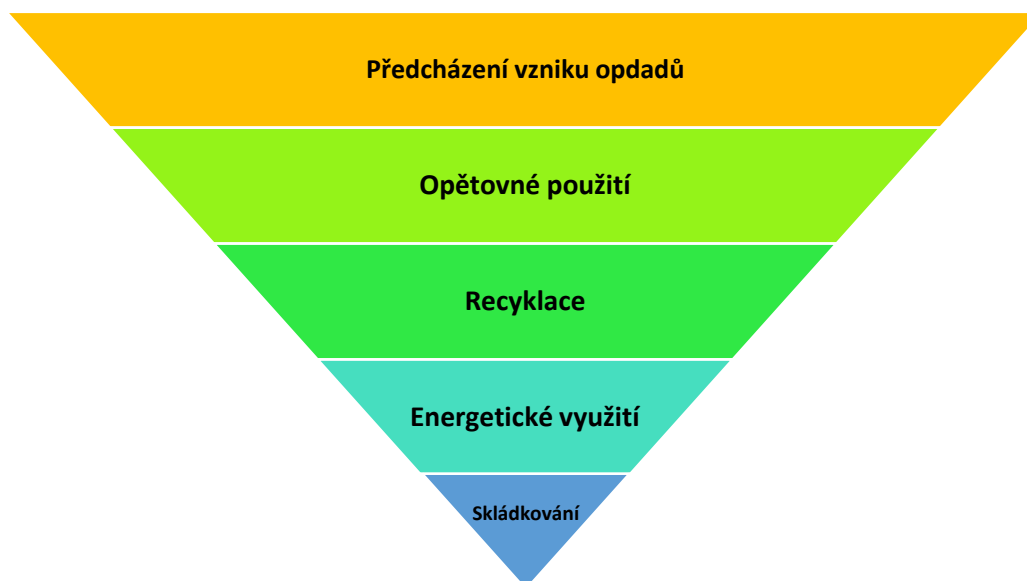 Předcházení vzniku opdadů
Opětovné použití
Recyklace
Energetické využití
Skládkování